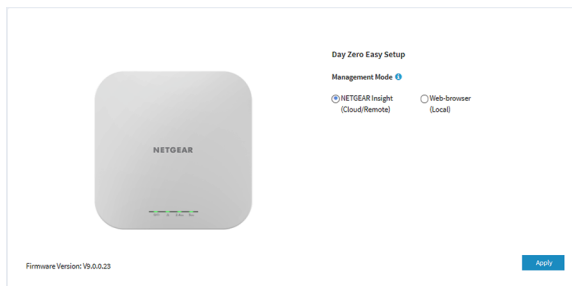 Day Zero Easy Setup
Management Mode
NETGEAR Insight
(Cloud/Remote)
Web-browser
(Local)
NETGEAR
Firmware Version: V9.0.0.23
Apply